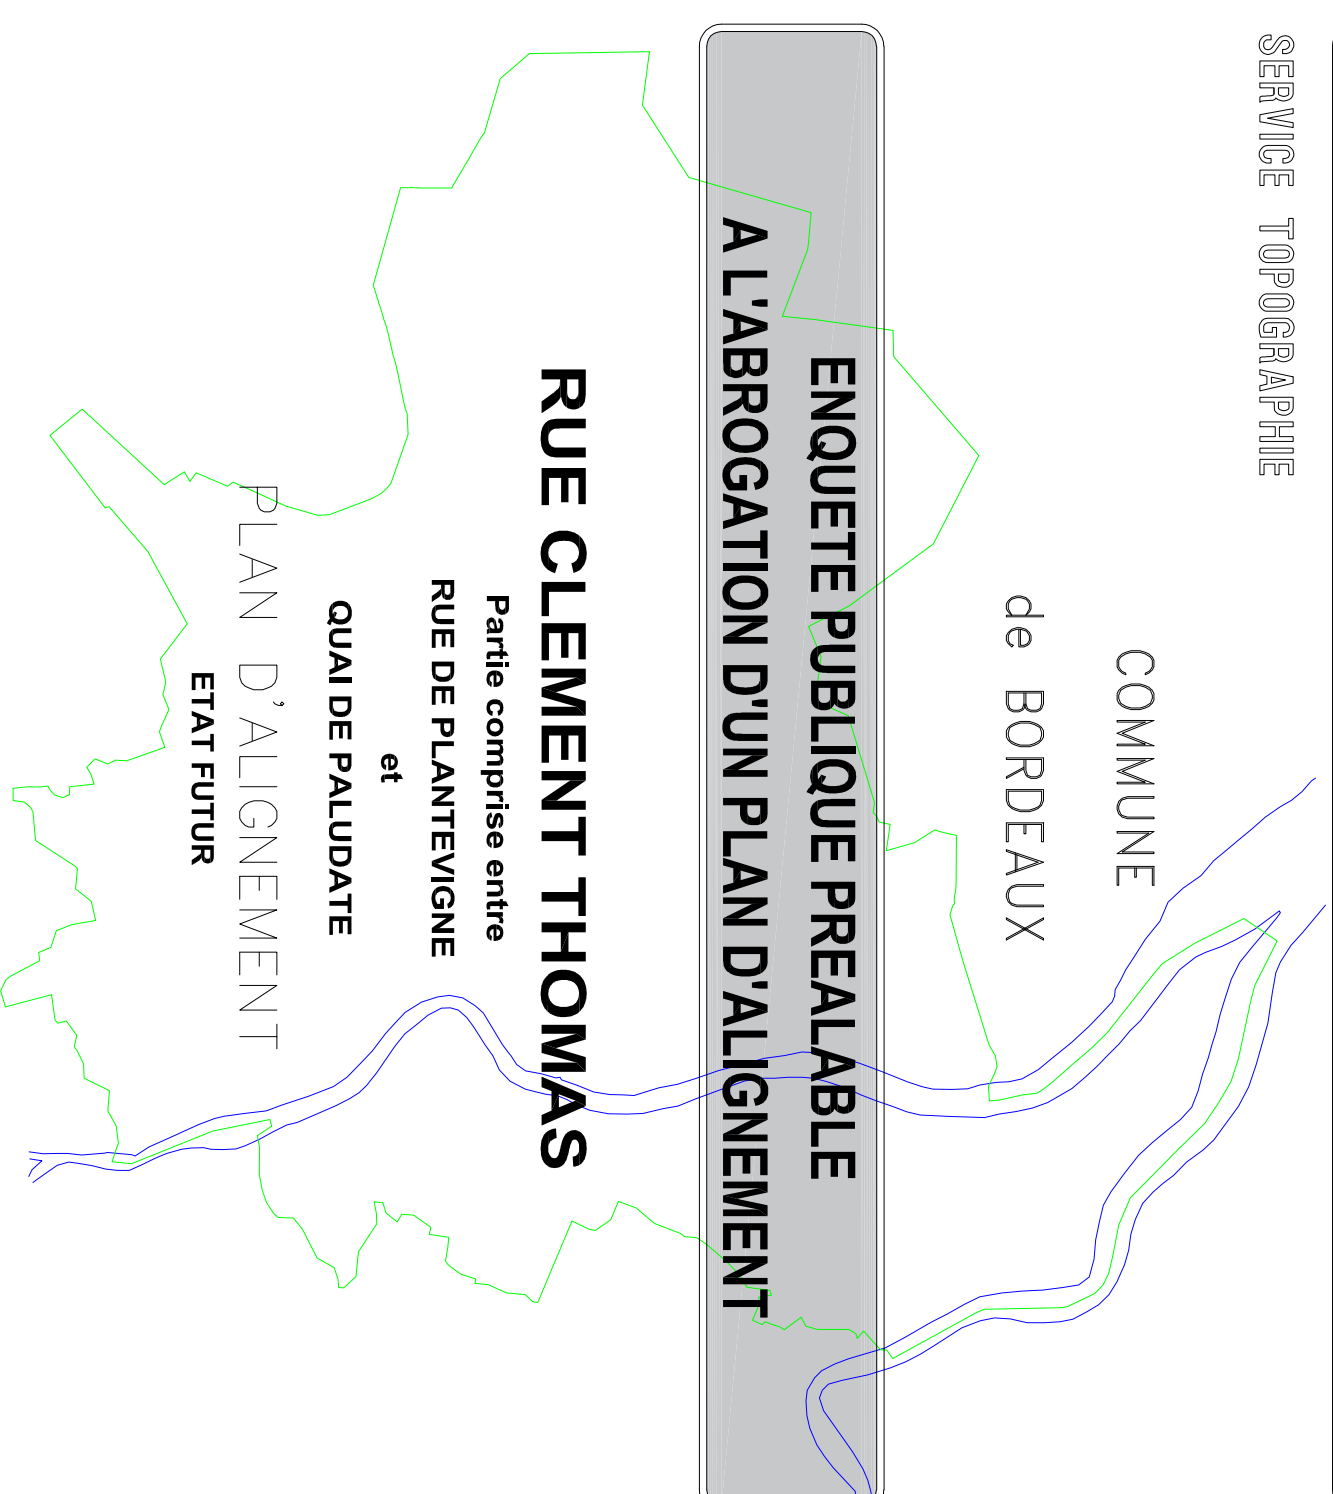 SERVICE TOPOGRAPHIE
COMMUNE
de BORDEAUX
ENQUETE PUBLIQUE PREALABLE
A L'ABROGATION D'UN PLAN D'ALIGNEMENT
RUE CLEMENT THOMAS
Partie comprise entre
RUE DE PLANTEVIGNE
et
QUAI DE PALUDATE
PLAN D'ALIGNEMENT
ETAT FUTUR